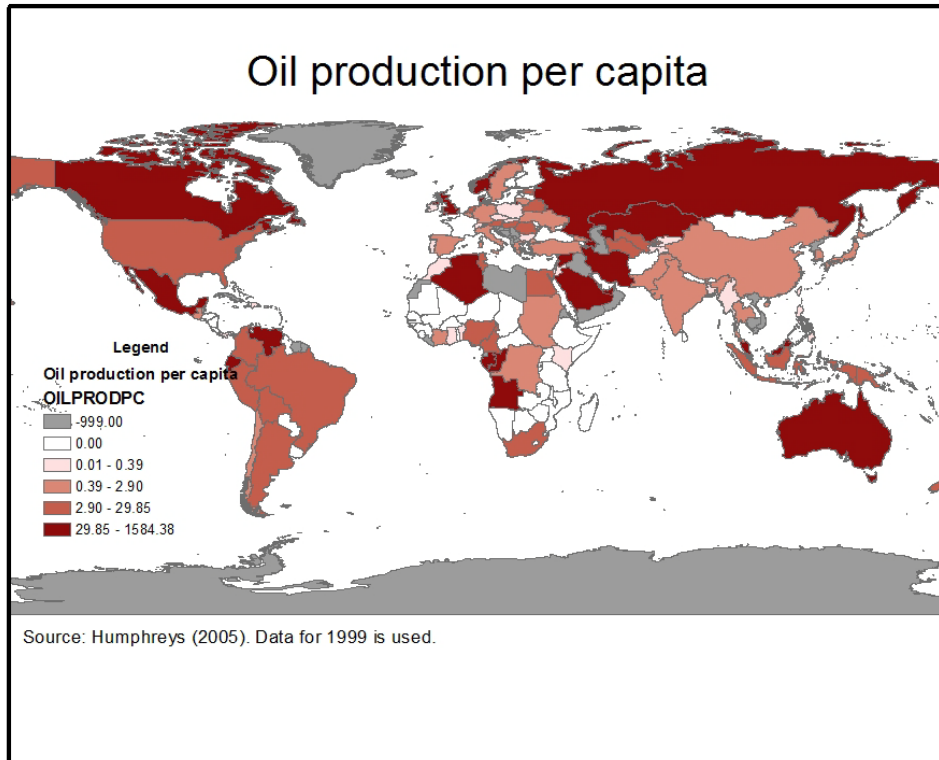 Oil production per capita
Legend
Oil production per capita
OILPRODPC
-999.00
0.00
0.01 - 0.39
0.39 - 2.90
2.90 - 29.85
29.85 - 1584.38
Source: Humphreys (2005). Data for 1999 is used.